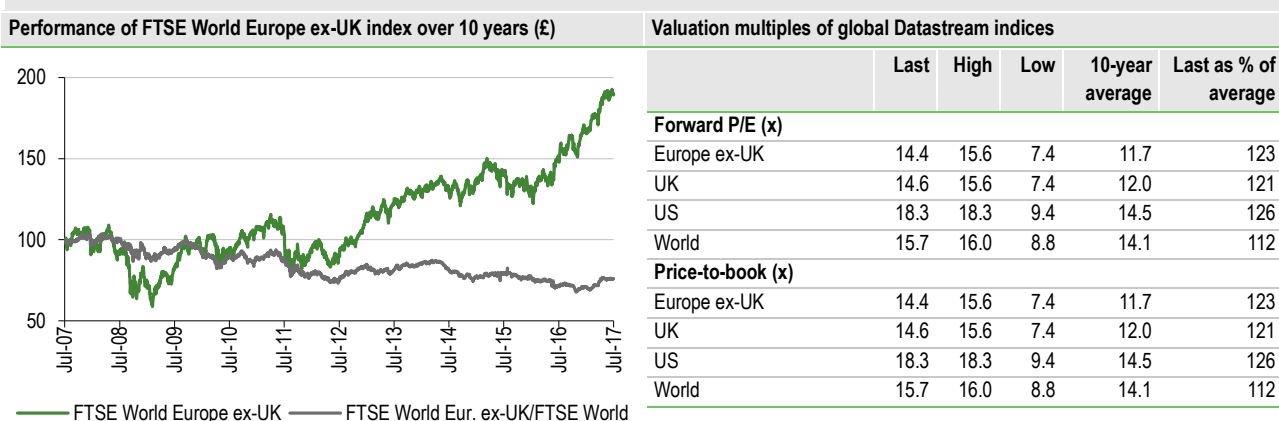 Performance of FTSE World Europe ex-UK index over 10 years (£)
200
150
100
50
Jul-07
Jul-08
Jul-09
Jul-10
Jul-11
Jul-12
Jul-13
Jul-14
Jul-15
Jul-16
Jul-17
FTSE World Europe ex-UK FTSE World Eur. ex-UK/FTSE World
Valuation multiples of global Datastream indices
Last High Low 10-year Last as % of
average average
Forward P/E (x)
Europe ex-UK 14.4 15.6 7.4 11.7 123
UK 14.6 15.6 7.4 12.0 121
US 18.3 18.3 9.4 14.5 126
World 15.7 16.0 8.8 14.1 112
Price-to-book (x)
Europe ex-UK 14.4 15.6 7.4 11.7 123
UK 14.6 15.6 7.4 12.0 121
US 18.3 18.3 9.4 14.5 126
World 15.7 16.0 8.8 14.1 112